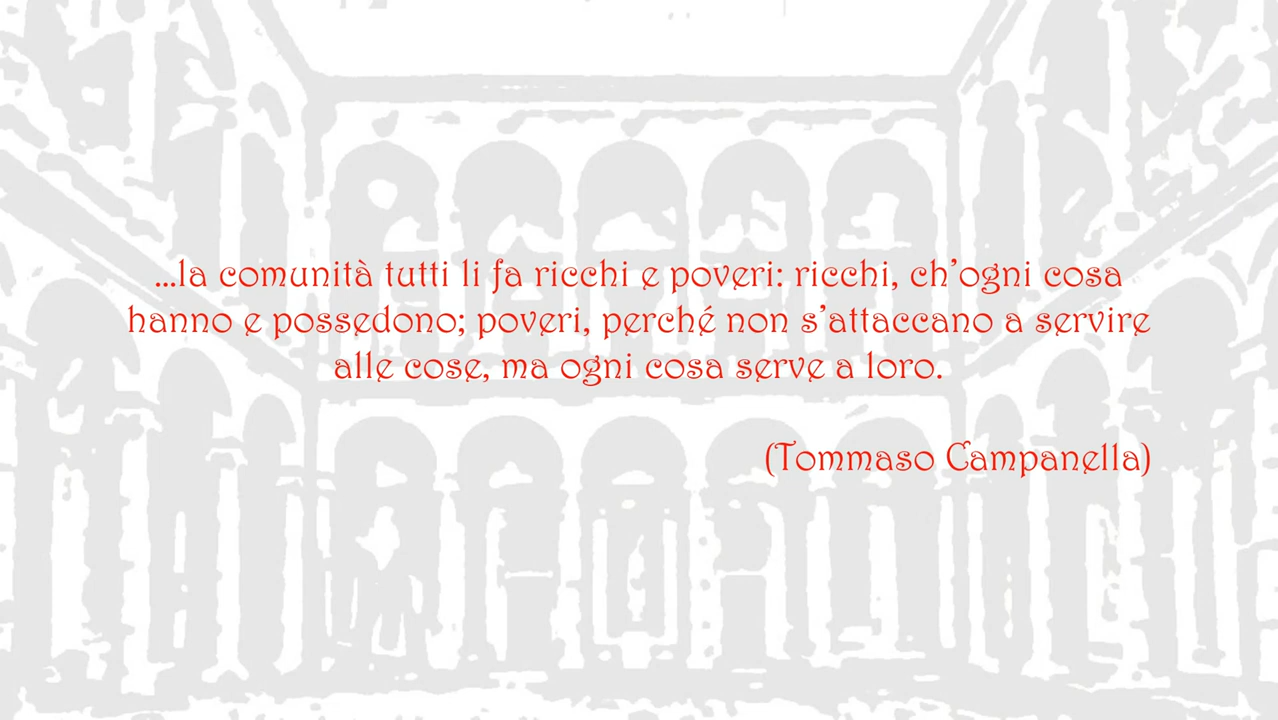 ...la comunità tutti li fa ricchi e poveri: ricchi, ch'ogni cosa
hanno e possedono; poveri, perché non s'attaccano a servire
alle cose, ma ogni cosa serve a loro.
(Tommaso Campanella)